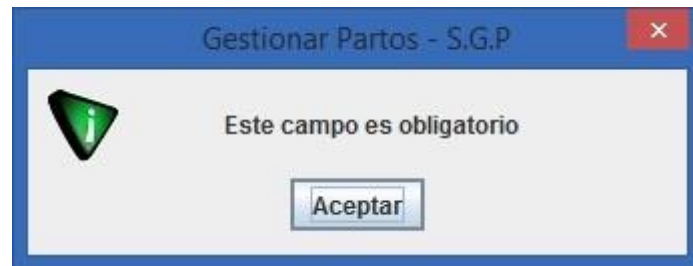 Gestionar Partos - S.G.P
Este campo es obligatorio
Aceptar